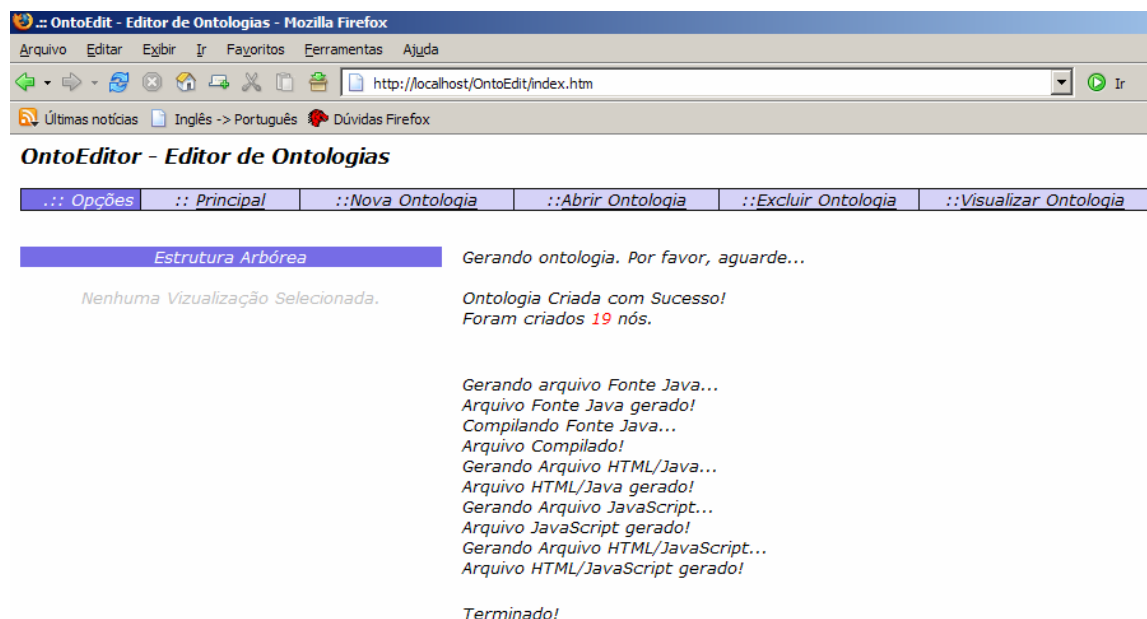 .:: OntoEdit - Editor de Ontologias - Mozilla Firefox
Arquivo Editar Exibir Ir Favoritos Ferramentas Ajuda
http://localhost/OntoEdit/index.htm Ir
Últimas notícias Inglês -> Português Dúvidas Firefox
OntoEditor - Editor de Ontologias
.:: Opções :: Principal ::Nova Ontologia ::Abrir Ontologia ::Excluir Ontologia ::Visualizar Ontologia
Estrutura Arbórea
Nenhuma Vizualização Selecionada.
Gerando ontologia. Por favor, aguarde...
Ontologia Criada com Sucesso!
Foram criados 19 nós.
Gerando arquivo Fonte Java...
Arquivo Fonte Java gerado!
Compilando Fonte Java...
Arquivo Compilado!
Gerando Arquivo HTML/Java...
Arquivo HTML/Java gerado!
Gerando Arquivo JavaScript...
Arquivo JavaScript gerado!
Gerando Arquivo HTML/JavaScript...
Arquivo HTML/JavaScript gerado!
Terminado!